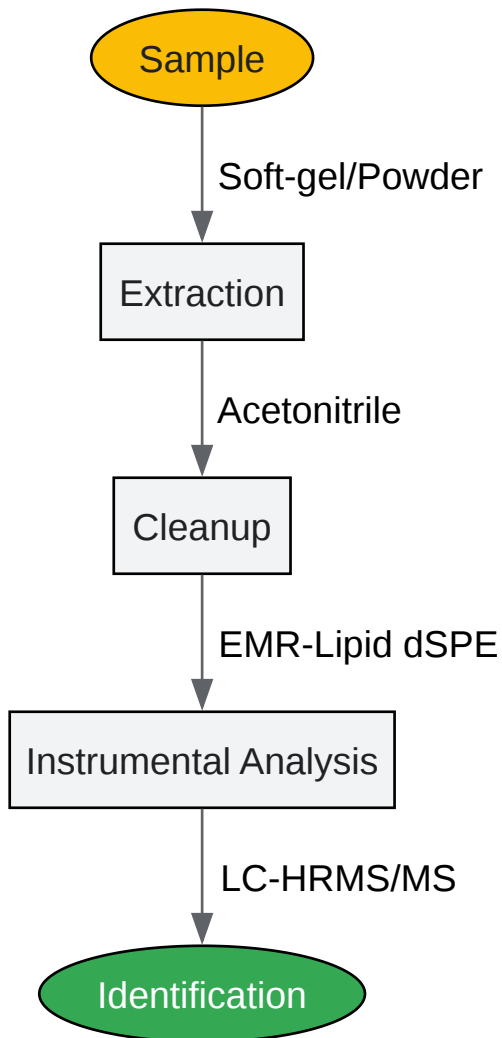 Sample
Soft-gel/Powder
Extraction
Acetonitrile
Cleanup
EMR-Lipid dSPE
Instrumental Analysis
LC-HRMS/MS
Identification